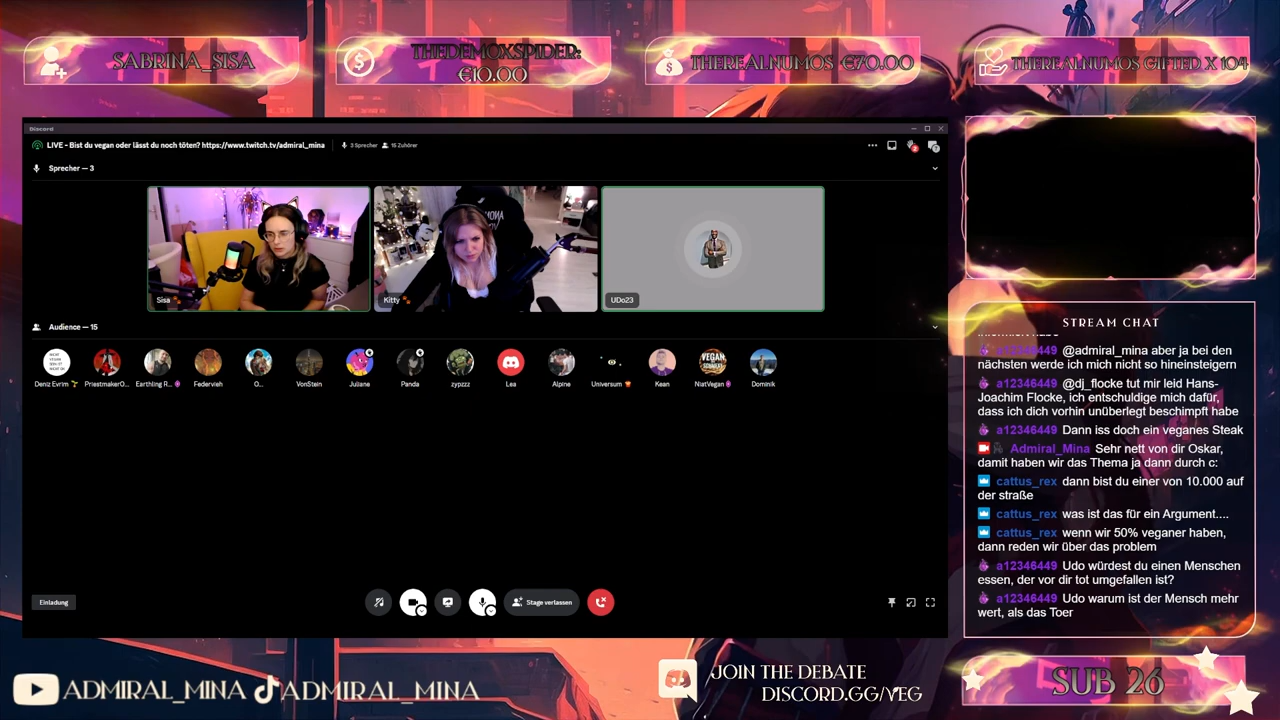 SABRINA_SISA
THEDEMOXSPIDER:
€10.00
THEREALNUMOS €70.00
THEREALNUMOS GIFTED X 104
Discord
LIVE - Bist du vegan oder lässt du noch töten? https://www.twitch.tv/admiral_mina
3 Sprecher
15 Zuhörer
Sprecher — 3
Sisa
Kitty
UDo23
Audience — 15
Deniz Evrim
PriestmakerO...
Earthling R...
Federvieh
O...
VonStein
Juliane
Panda
zypzzz
Lea
Alpine
Universum
Kean
NiatVegan
Dominik
Einladung
Stage verlassen
STREAM CHAT
a12346449 @admiral_mina aber ja bei den
nächsten werde ich mich nicht so hineinsteigern
a12346449 @dj_flocke tut mir leid Hans-
Joachim Flocke, ich entschuldige mich dafür,
dass ich dich vorhin unüberlegt beschimpft habe
a12346449 Dann iss doch ein veganes Steak
Admiral_Mina Sehr nett von dir Oskar,
damit haben wir das Thema ja dann durch c:
cattus_rex dann bist du einer von 10.000 auf
der straße
cattus_rex was ist das für ein Argument....
cattus_rex wenn wir 50% veganer haben,
dann reden wir über das problem
a12346449 Udo würdest du einen Menschen
essen, der vor dir tot umgefallen ist?
a12346449 Udo warum ist der Mensch mehr
wert, als das Toer
ADMIRAL_MINA
ADMIRAL_MINA
JOIN THE DEBATE
DISCORD.GG/VEG
SUB 26